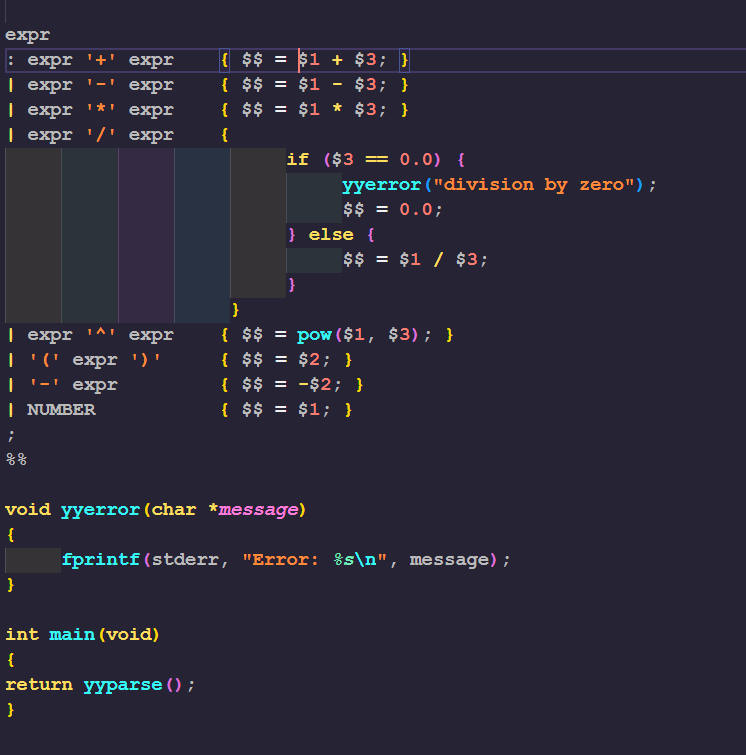 expr
: expr '+' expr    { $$ = $1 + $3; }
| expr '-' expr    { $$ = $1 - $3; }
| expr '*' expr    { $$ = $1 * $3; }
| expr '/' expr    {
                         if ($3 == 0.0) {
                              yyerror("division by zero");
                              $$ = 0.0;
                         } else {
                              $$ = $1 / $3;
                         }
                    }
| expr '^' expr    { $$ = pow($1, $3); }
| '(' expr ')'     { $$ = $2; }
| '-' expr         { $$ = -$2; }
| NUMBER           { $$ = $1; }
;
%%
void yyerror(char *message)
{
     fprintf(stderr, "Error: %s\n", message);
}
int main(void)
{
return yyparse();
}